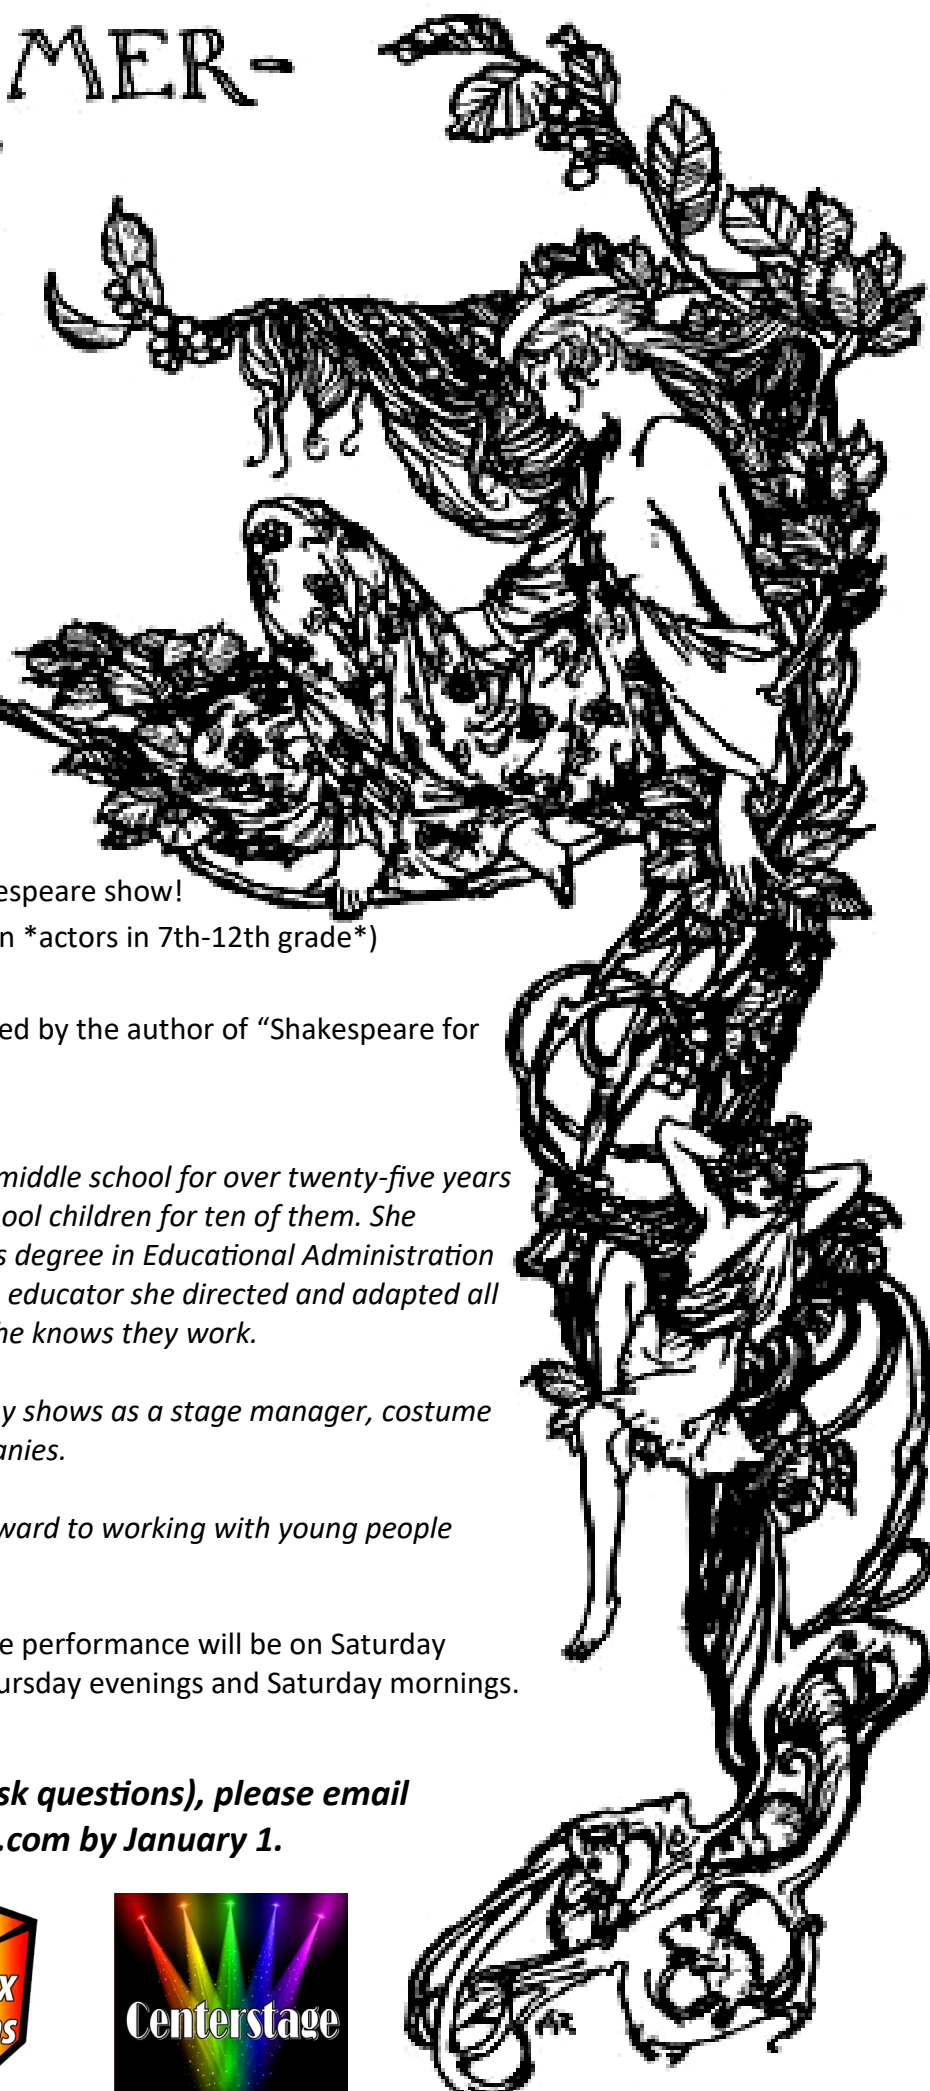 MER-
espeare show!
n *actors in 7th-12th grade*)
ed by the author of “Shakespeare for
middle school for over twenty-five years
ool children for ten of them. She
s degree in Educational Administration
educator she directed and adapted all
he knows they work.
y shows as a stage manager, costume
anies.
ward to working with young people
e performance will be on Saturday
ursday evenings and Saturday mornings.
sk questions), please email
.com by January 1.
x
Centerstage
ns
AR